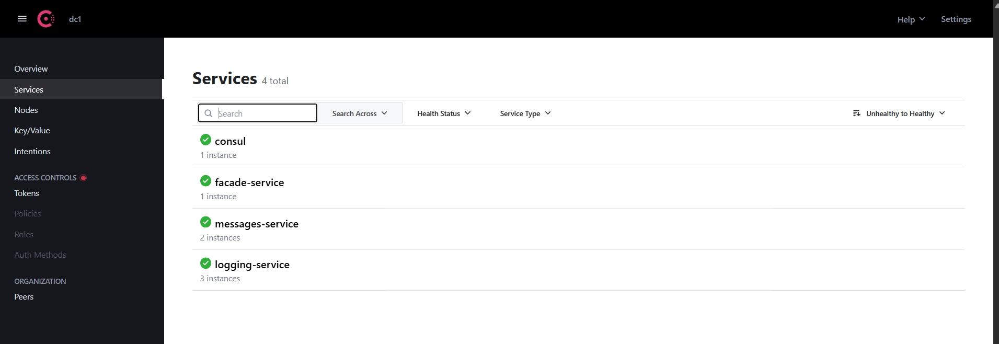 dc1
Help
Settings
Overview
Services
Nodes
Key/Value
Intentions
ACCESS CONTROLS
Tokens
Policies
Roles
Auth Methods
ORGANIZATION
Peers
Services 4 total
Search
Search Across
Health Status
Service Type
Unhealthy to Healthy
consul
1 instance
facade-service
1 instance
messages-service
2 instances
logging-service
3 instances